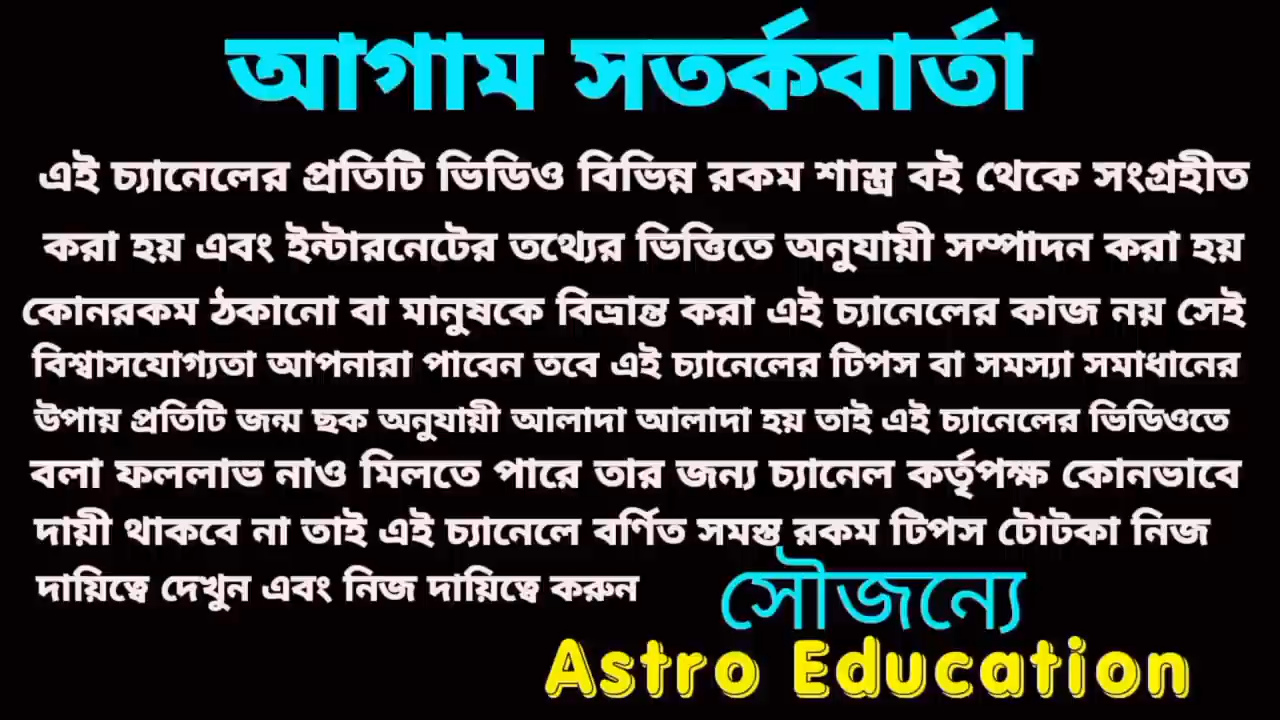 আগাম সতর্কবার্তা
এই চ্যানেলের প্রতিটি ভিডিও বিভিন্ন রকম শাস্ত্র বই থেকে সংগ্রহীত
করা হয় এবং ইন্টারনেটের তথ্যের ভিত্তিতে অনুযায়ী সম্পাদন করা হয়
কোনরকম ঠকানো বা মানুষকে বিভ্রান্ত করা এই চ্যানেলের কাজ নয় সেই
বিশ্বাসযোগ্যতা আপনারা পাবেন তবে এই চ্যানেলের টিপস বা সমস্যা সমাধানের
উপায় প্রতিটি জন্ম ছক অনুযায়ী আলাদা আলাদা হয় তাই এই চ্যানেলের ভিডিওতে
বলা ফললাভ নাও মিলতে পারে তার জন্য চ্যানেল কর্তৃপক্ষ কোনভাবে
দায়ী থাকবে না তাই এই চ্যানেলে বর্ণিত সমস্ত রকম টিপস টোটকা নিজ
দায়িত্বে দেখুন এবং নিজ দায়িত্বে করুন
সৌজন্যে
Astro Education